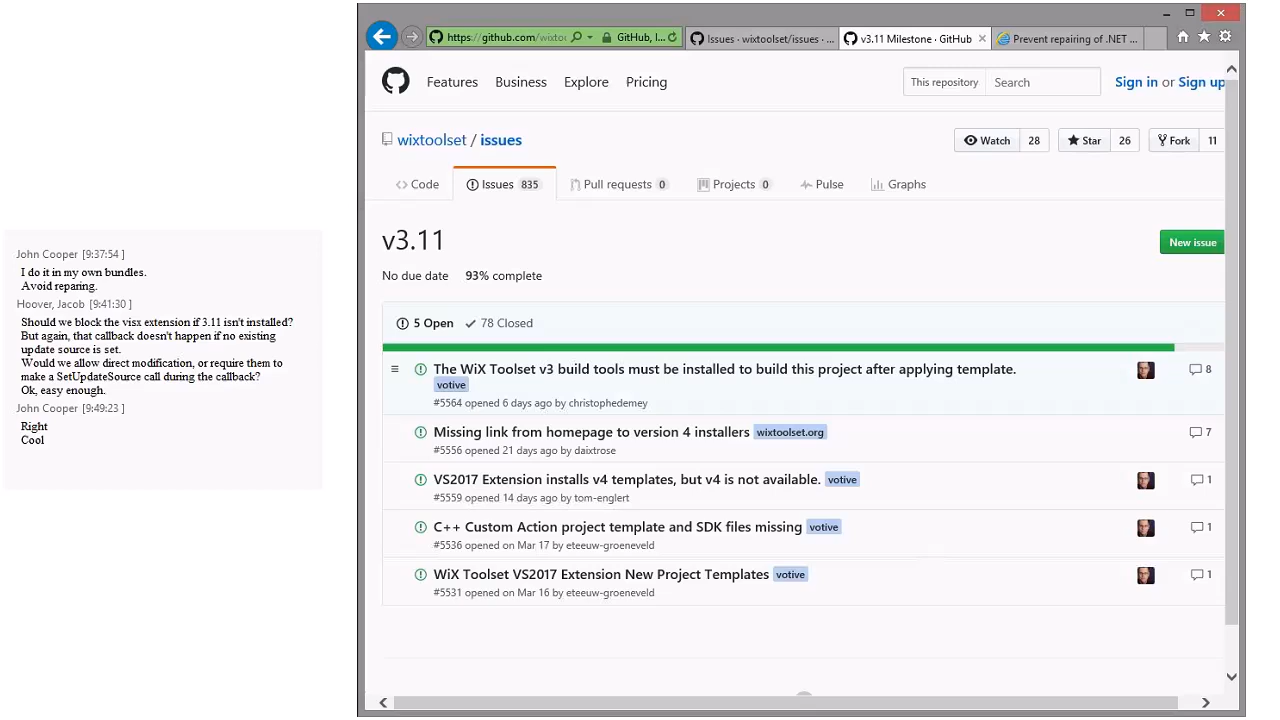 John Cooper [9:37:54 ]
I do it in my own bundles.
Avoid reparing.
Hoover, Jacob [9:41:30 ]
Should we block the visx extension if 3.11 isn't installed?
But again, that callback doesn't happen if no existing
update source is set.
Would we allow direct modification, or require them to
make a SetUpdateSource call during the callback?
Ok, easy enough.
John Cooper [9:49:23 ]
Right
Cool
https://github.com/wixtoo GitHub, I...
Issues · wixtoolset/issues · ...
v3.11 Milestone · GitHub
Prevent repairing of .NET ...
Features Business Explore Pricing
This repository Search
Sign in or Sign up
wixtoolset / issues
Watch 28 Star 26 Fork 11
Code Issues 835 Pull requests 0 Projects 0 Pulse Graphs
v3.11
New issue
No due date 93% complete
5 Open 78 Closed
The WiX Toolset v3 build tools must be installed to build this project after applying template. 8
votive
#5564 opened 6 days ago by christophedemey
Missing link from homepage to version 4 installers wixtoolset.org 7
#5556 opened 21 days ago by daixtrose
VS2017 Extension installs v4 templates, but v4 is not available. votive 1
#5559 opened 14 days ago by tom-englert
C++ Custom Action project template and SDK files missing votive 1
#5536 opened on Mar 17 by eteeuw-groeneveld
WiX Toolset VS2017 Extension New Project Templates votive 1
#5531 opened on Mar 16 by eteeuw-groeneveld